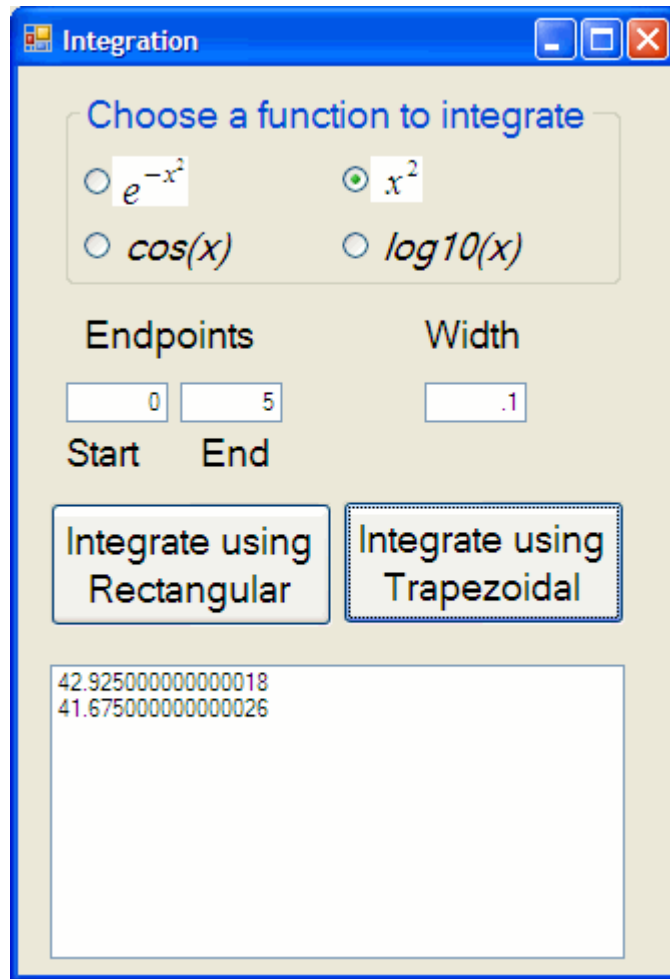 Integration
Choose a function to integrate
e^{-x^2}
x^2
cos(x)
log10(x)
Endpoints
Width
0
5
.1
Start
End
Integrate using
Rectangular
Integrate using
Trapezoidal
42.925000000000018
41.675000000000026